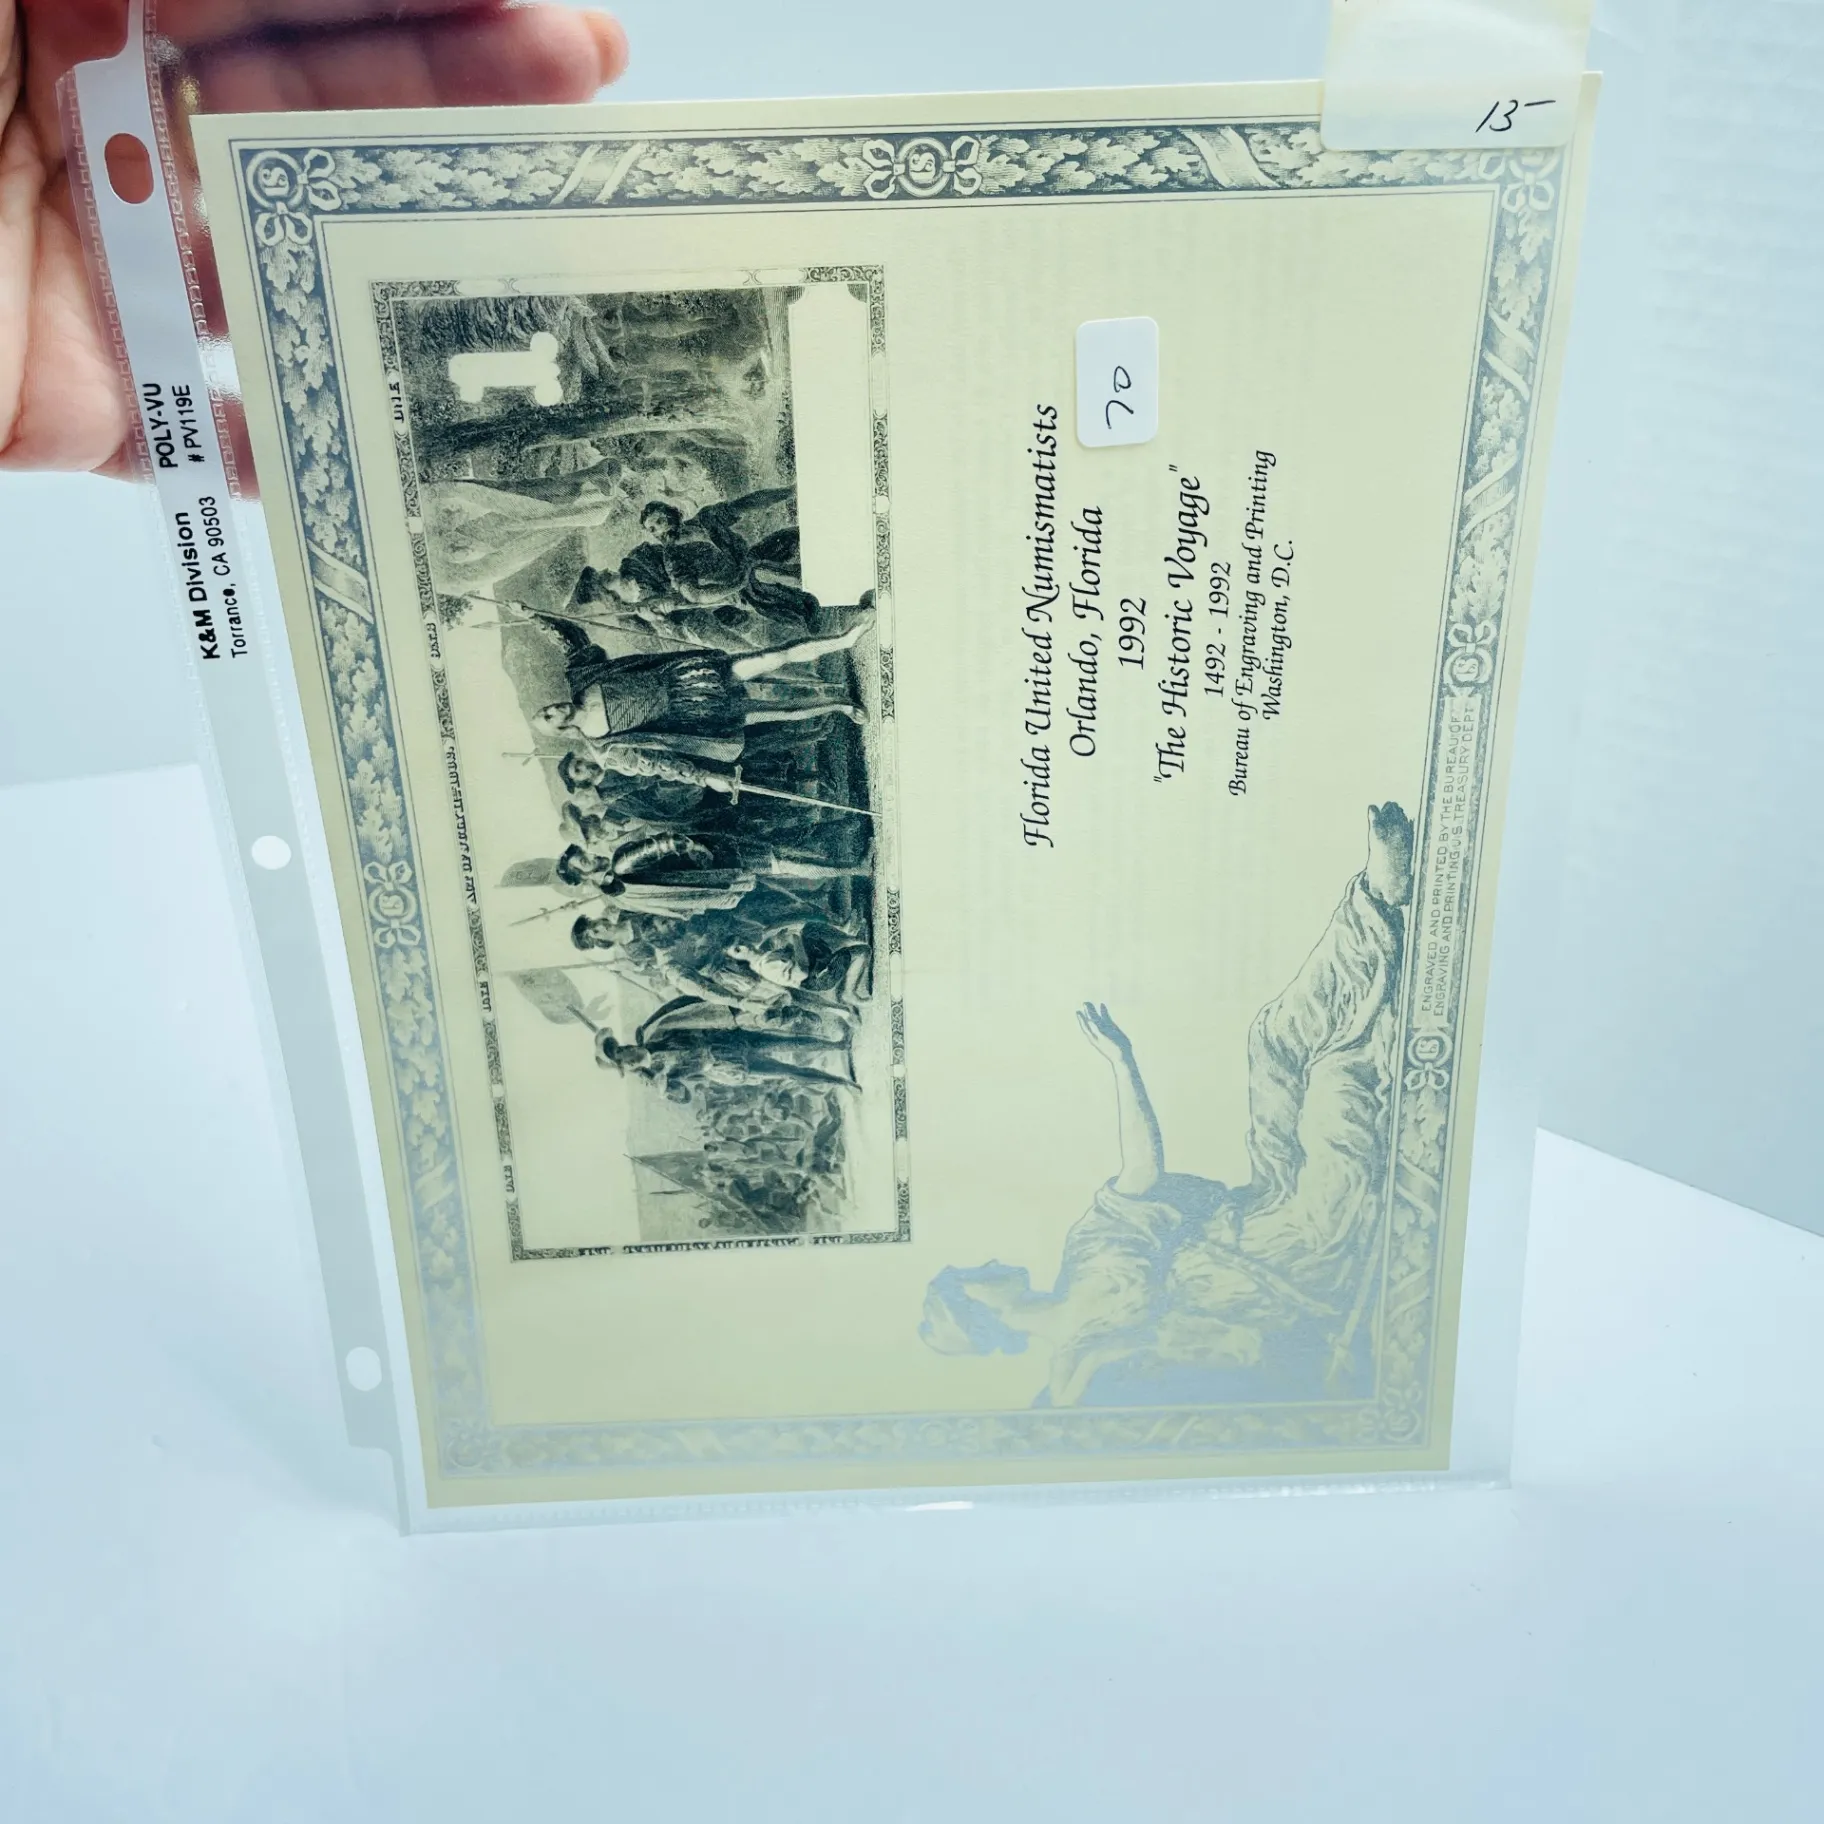 K&M Division POLY-VU
Torrance, CA 90503 # PV119E
13-
1
Florida United Numismatists
Orlando, Florida
70
1992
"The Historic Voyage"
1492 - 1992
Bureau of Engraving and Printing
Washington, D.C.
ENGRAVED AND PRINTED BY THE BUREAU OF
ENGRAVING AND PRINTING U.S. TREASURY DEPT